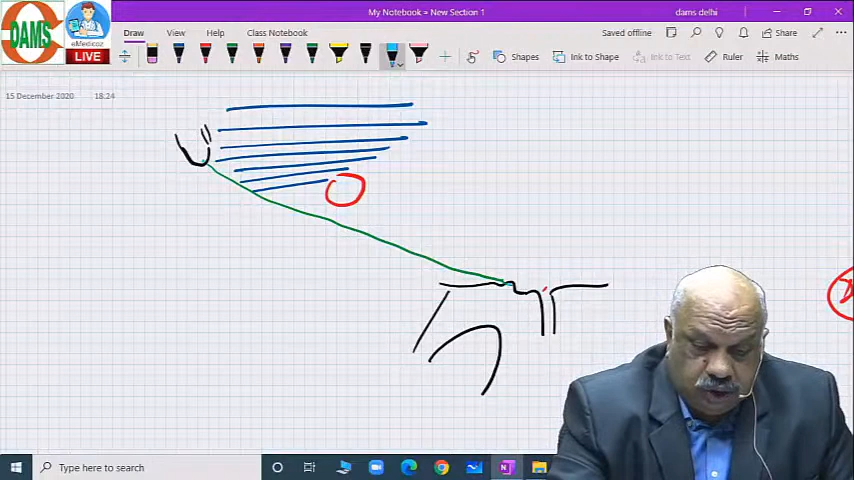 DAMS
eMedicoz
LIVE
My Notebook » New Section 1
dams delhi
Draw
View
Help
Class Notebook
Saved offline
Share
Shapes
Ink to Shape
Ink to Text
Ruler
Maths
15 December 2020
18:24
Type here to search